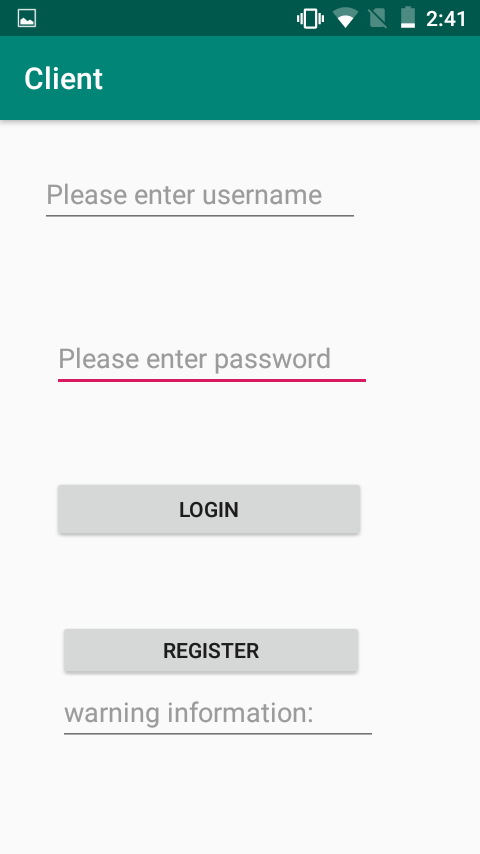 2:41
Client
Please enter username
Please enter password
LOGIN
REGISTER
warning information: